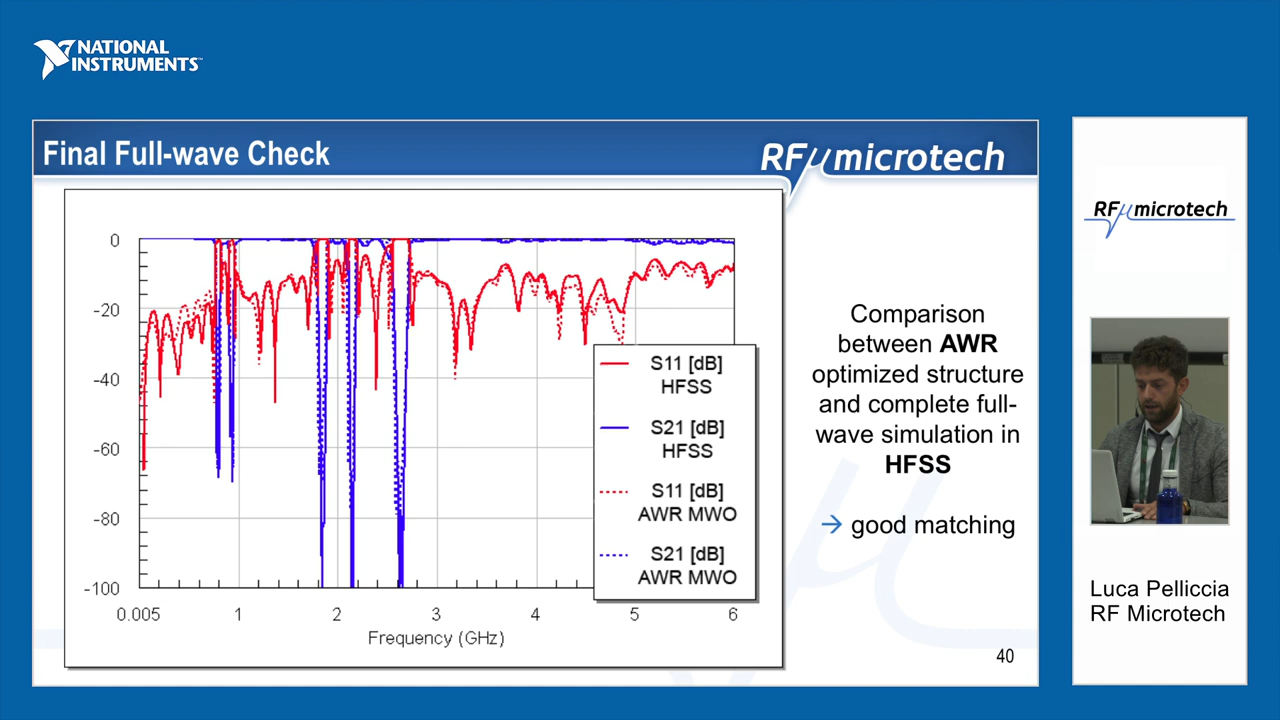 NATIONAL
INSTRUMENTS
Final Full-wave Check
RFμmicrotech
0
-20
-40
-60
-80
-100
0.005 1 2 3 4 5 6
Frequency (GHz)
S11 [dB]
HFSS
S21 [dB]
HFSS
S11 [dB]
AWR MWO
S21 [dB]
AWR MWO
Comparison
between AWR
optimized structure
and complete full-
wave simulation in
HFSS
→ good matching
40
RFμmicrotech
Luca Pelliccia
RF Microtech